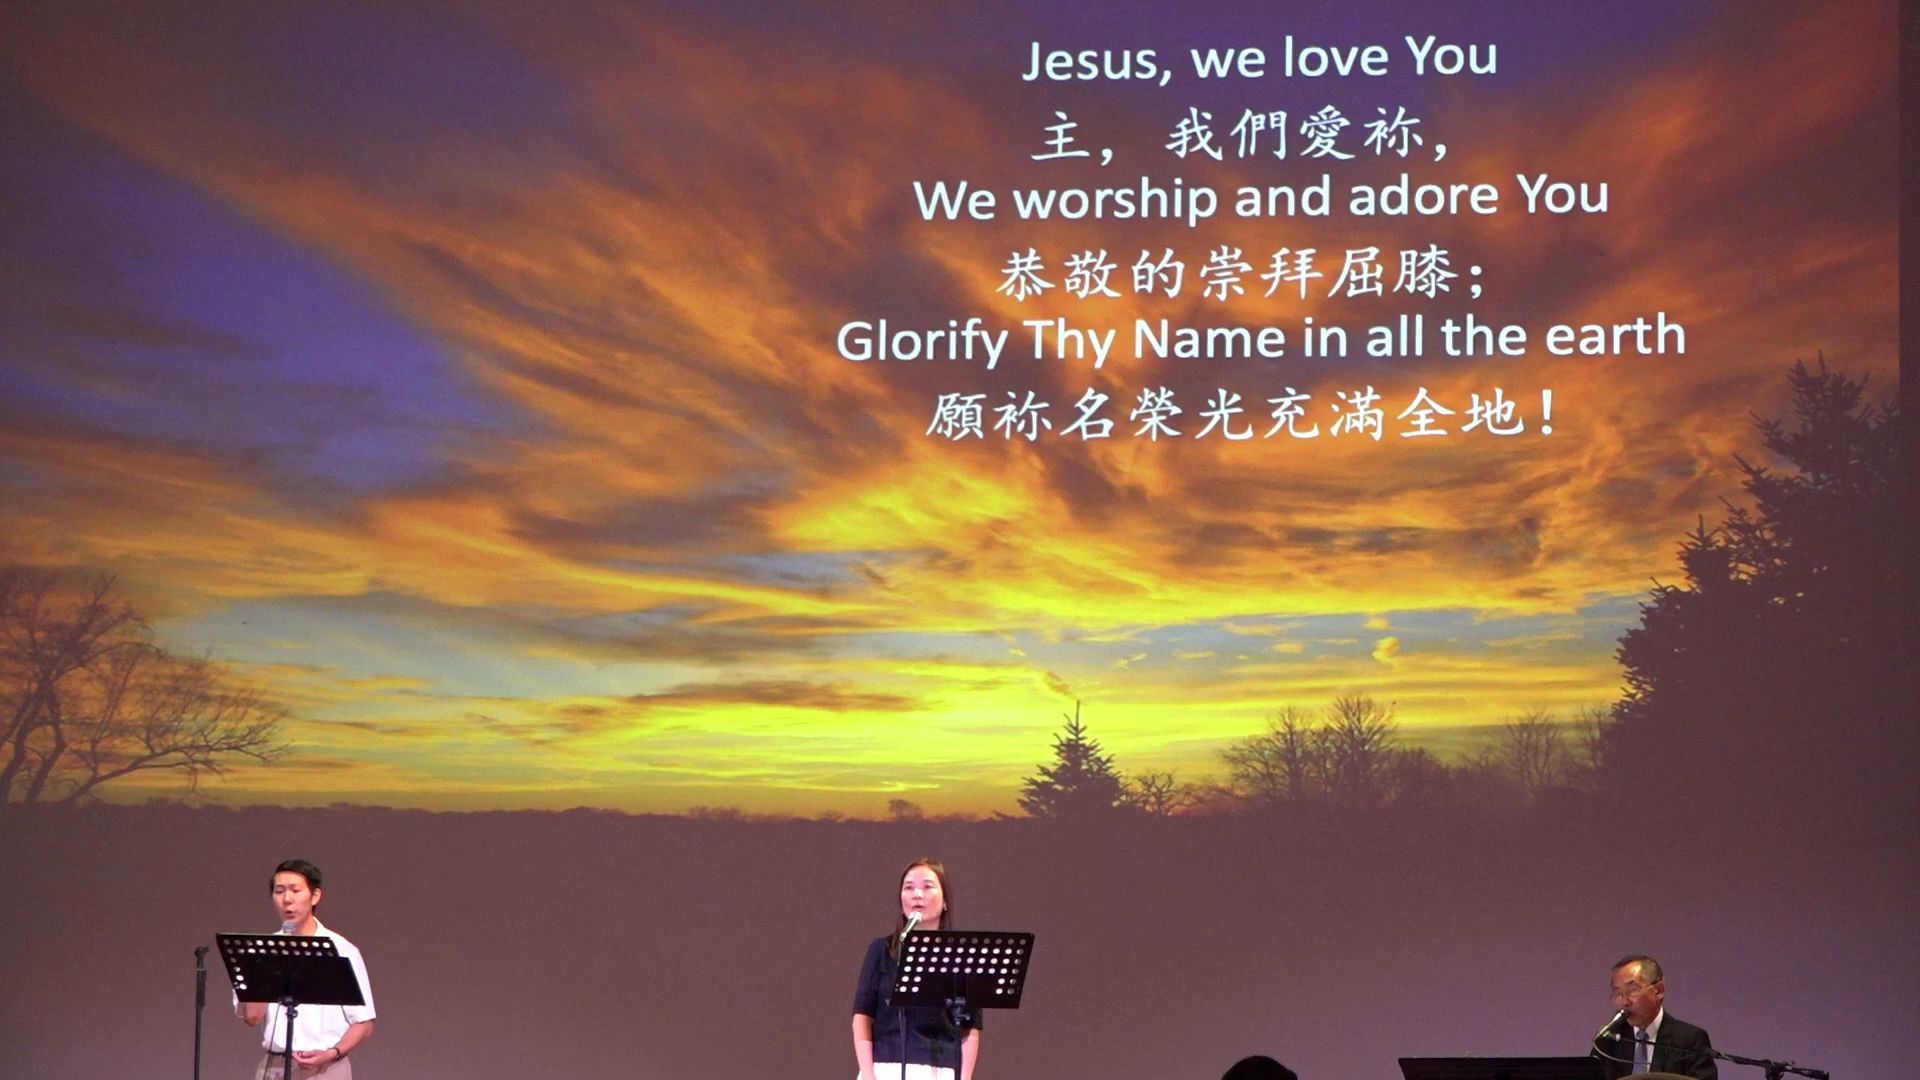 Jesus, we love You
主，我們愛祢，
We worship and adore You
恭敬的崇拜屈膝；
Glorify Thy Name in all the earth
願祢名榮光充滿全地！